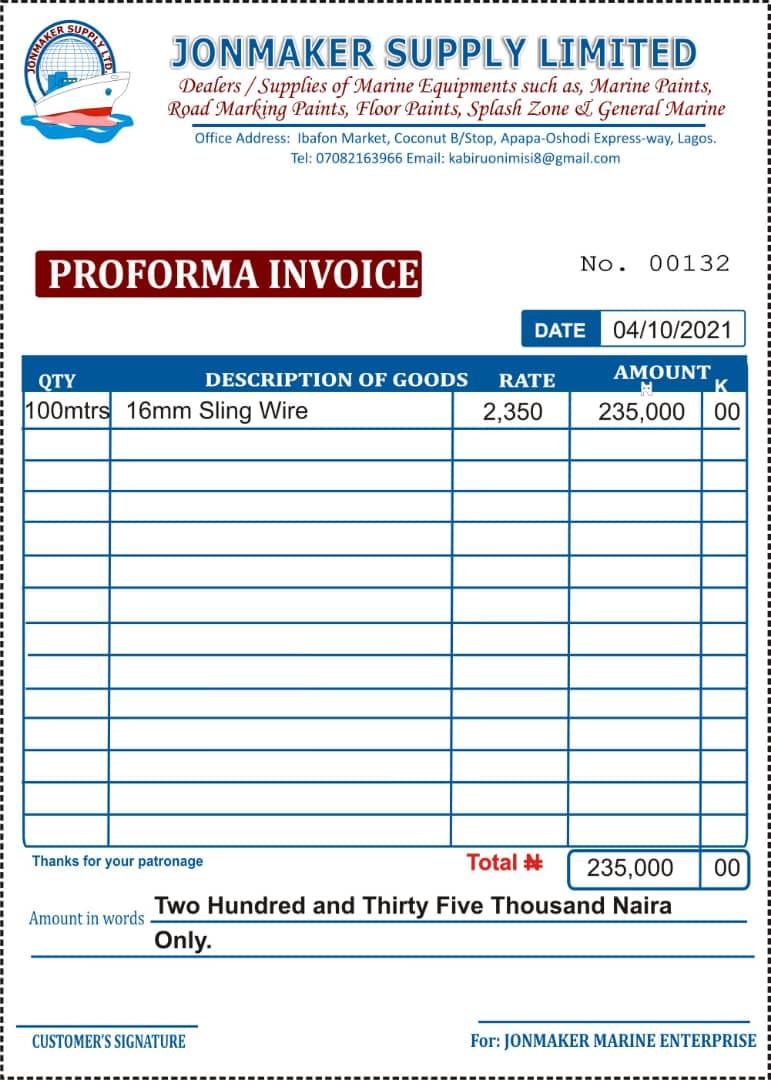 JONMAKER SUPPLY LTD
JONMAKER SUPPLY LIMITED
Dealers / Supplies of Marine Equipments such as, Marine Paints,
Road Marking Paints, Floor Paints, Splash Zone & General Marine
Office Address: Ibafon Market, Coconut B/Stop, Apapa-Oshodi Express-way, Lagos.
Tel: 07082163966 Email: kabiruonimisi8@gmail.com
PROFORMA INVOICE
No. 00132
DATE 04/10/2021
QTY DESCRIPTION OF GOODS RATE AMOUNT
₦ K
100mtrs 16mm Sling Wire 2,350 235,000 00
Thanks for your patronage Total ₦ 235,000 00
Amount in words Two Hundred and Thirty Five Thousand Naira
Only.
CUSTOMER'S SIGNATURE For: JONMAKER MARINE ENTERPRISE